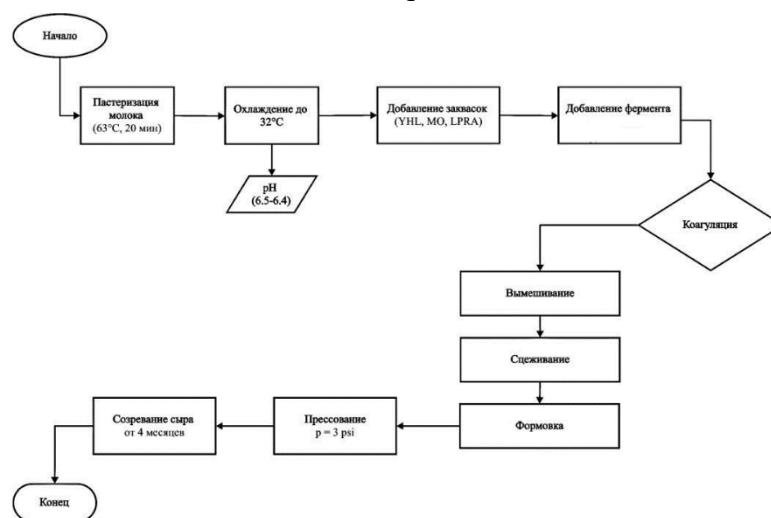 Начало
Пастеризация
молока
(63°C, 20 мин)
Охлаждение до
32°C
Добавление заквасок
(YHL, MO, LPRA)
Добавление фермента
pH
(6.5-6.4)
Коагуляция
Вымешивание
Сцеживание
Формовка
Прессование
p = 3 psi
Созревание сыра
от 4 месяцев
Конец